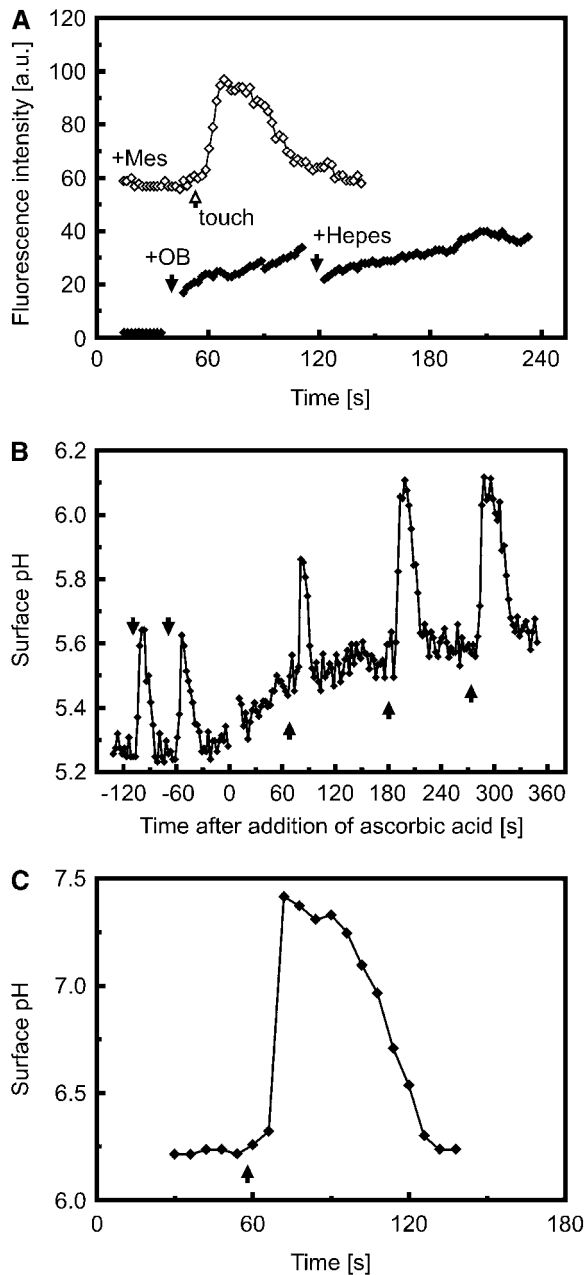 A
Fluorescence intensity [a.u.]
120
100
80
60
40
20
0
+Mes
touch
+OB
+Hepes
0 60 120 180 240
Time [s]
B
Surface pH
6.2
6.0
5.8
5.6
5.4
5.2
-120 -60 0 60 120 180 240 300 360
Time after addition of ascorbic acid [s]
C
Surface pH
7.5
7.0
6.5
6.0
0 60 120 180
Time [s]